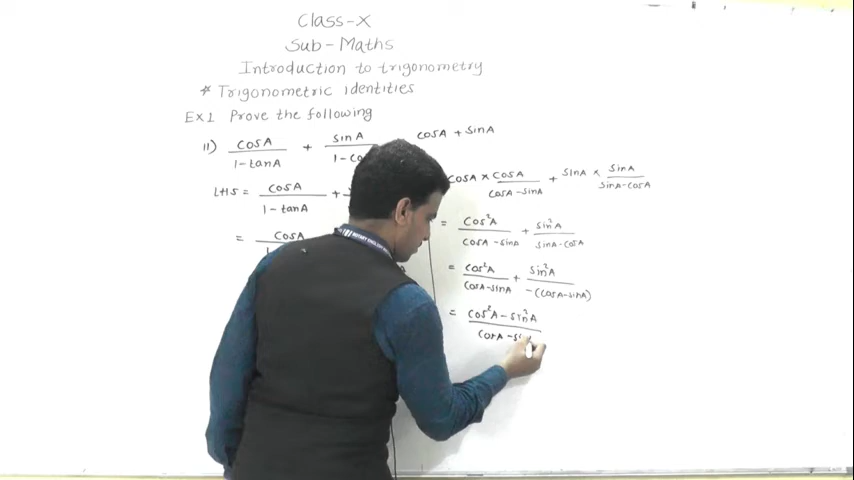 Class-X
Sub-Maths
Introduction to trigonometry
* Trigonometric Identities
Ex1 Prove the following
11) cosA/(1-tanA) + sinA/(1-co cosA + sinA
LHS = cosA/(1-tanA) +
= cosA
cosA × cosA/(cosA-sinA) + sinA × sinA/(sinA-cosA)
= cos²A/(cosA-sinA) + sin²A/(sinA-cosA)
= cos²A/(cosA-sinA) + sin²A/-(cosA-sinA)
= cos²A - sin²A/(cosA-si